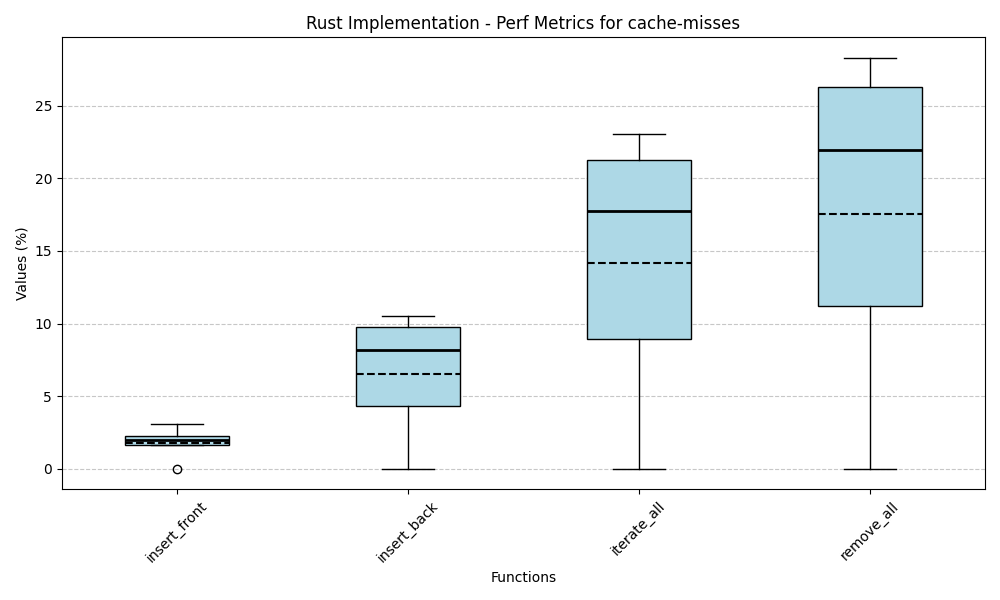 Rust Implementation - Perf Metrics for cache-misses
Values (%)
25
20
15
10
5
0
insert_front
insert_back
iterate_all
remove_all
Functions